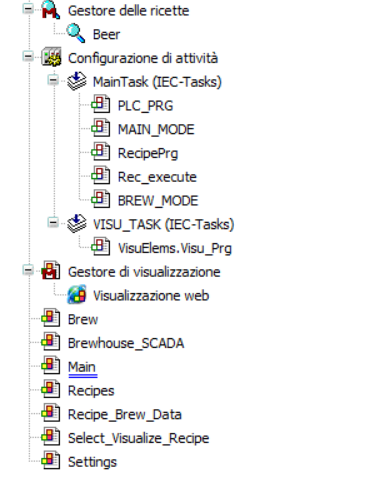 Gestore delle ricette
Beer
Configurazione di attività
MainTask (IEC-Tasks)
PLC_PRG
MAIN_MODE
RecipePrg
Rec_execute
BREW_MODE
VISU_TASK (IEC-Tasks)
VisuElems.Visu_Prg
Gestore di visualizzazione
Visualizzazione web
Brew
Brewhouse_SCADA
Main
Recipes
Recipe_Brew_Data
Select_Visualize_Recipe
Settings